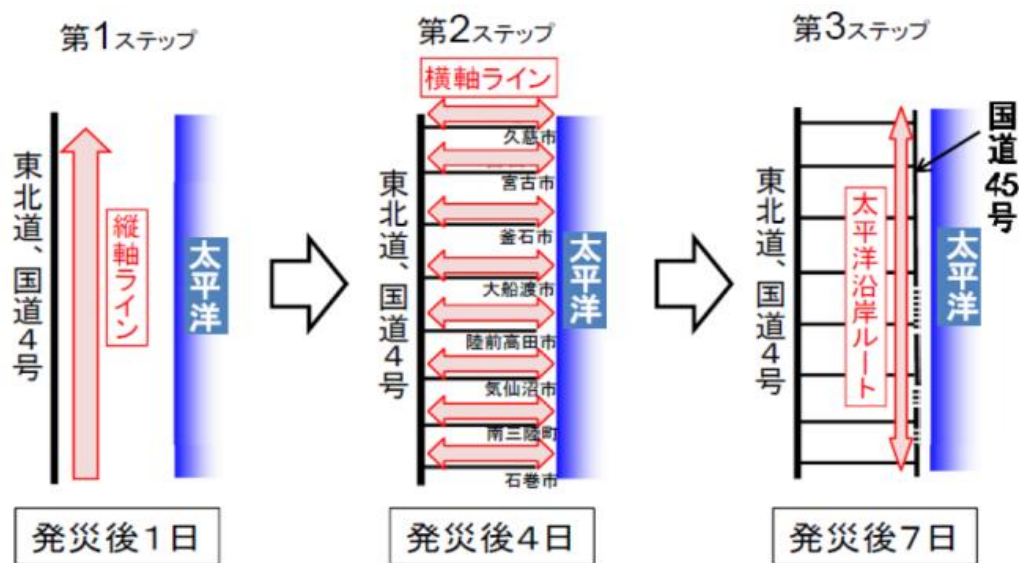 第1ステップ
東北道、国道4号
縦軸ライン
太平洋
発災後1日
第2ステップ
横軸ライン
東北道、国道4号
久慈市
宮古市
釜石市
大船渡市
陸前高田市
気仙沼市
南三陸町
石巻市
太平洋
発災後4日
第3ステップ
東北道、国道4号
太平洋沿岸ルート
国道45号
太平洋
発災後7日